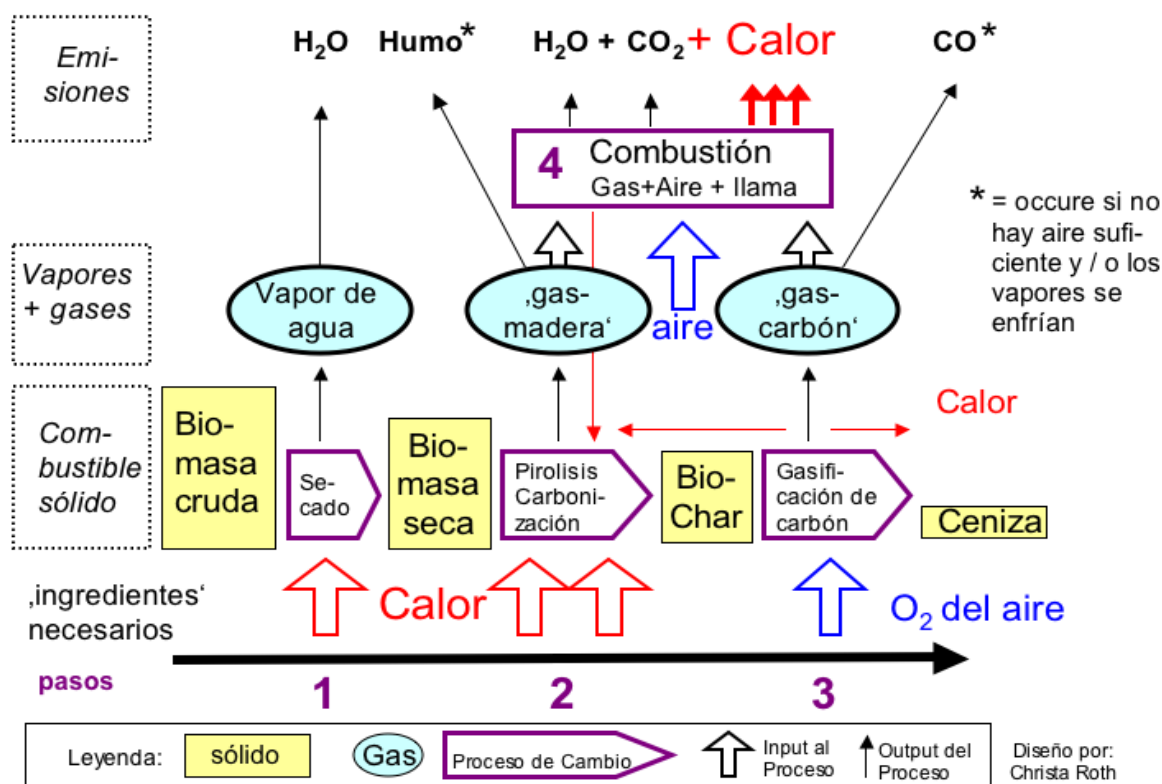 Emi-
siones
H₂O
Humo*
H₂O + CO₂ + Calor
CO*
4 Combustión
Gas+Aire + llama
* = occure si no
hay aire sufi-
ciente y / o los
vapores se
enfrían
Vapores
+ gases
Vapor de
agua
‚gas-
madera‘
aire
‚gas-
carbón‘
Com-
bustible
sólido
Bio-
masa
cruda
Se-
cado
Bio-
masa
seca
Pirolisis
Carboni-
zación
Bio-
Char
Gasifi-
cación de
carbón
Calor
Ceniza
‚ingredientes‘
necesarios
Calor
O₂ del aire
pasos
1
2
3
Leyenda:
sólido
Gas
Proceso de Cambio
Input al
Proceso
Output del
Proceso
Diseño por:
Christa Roth